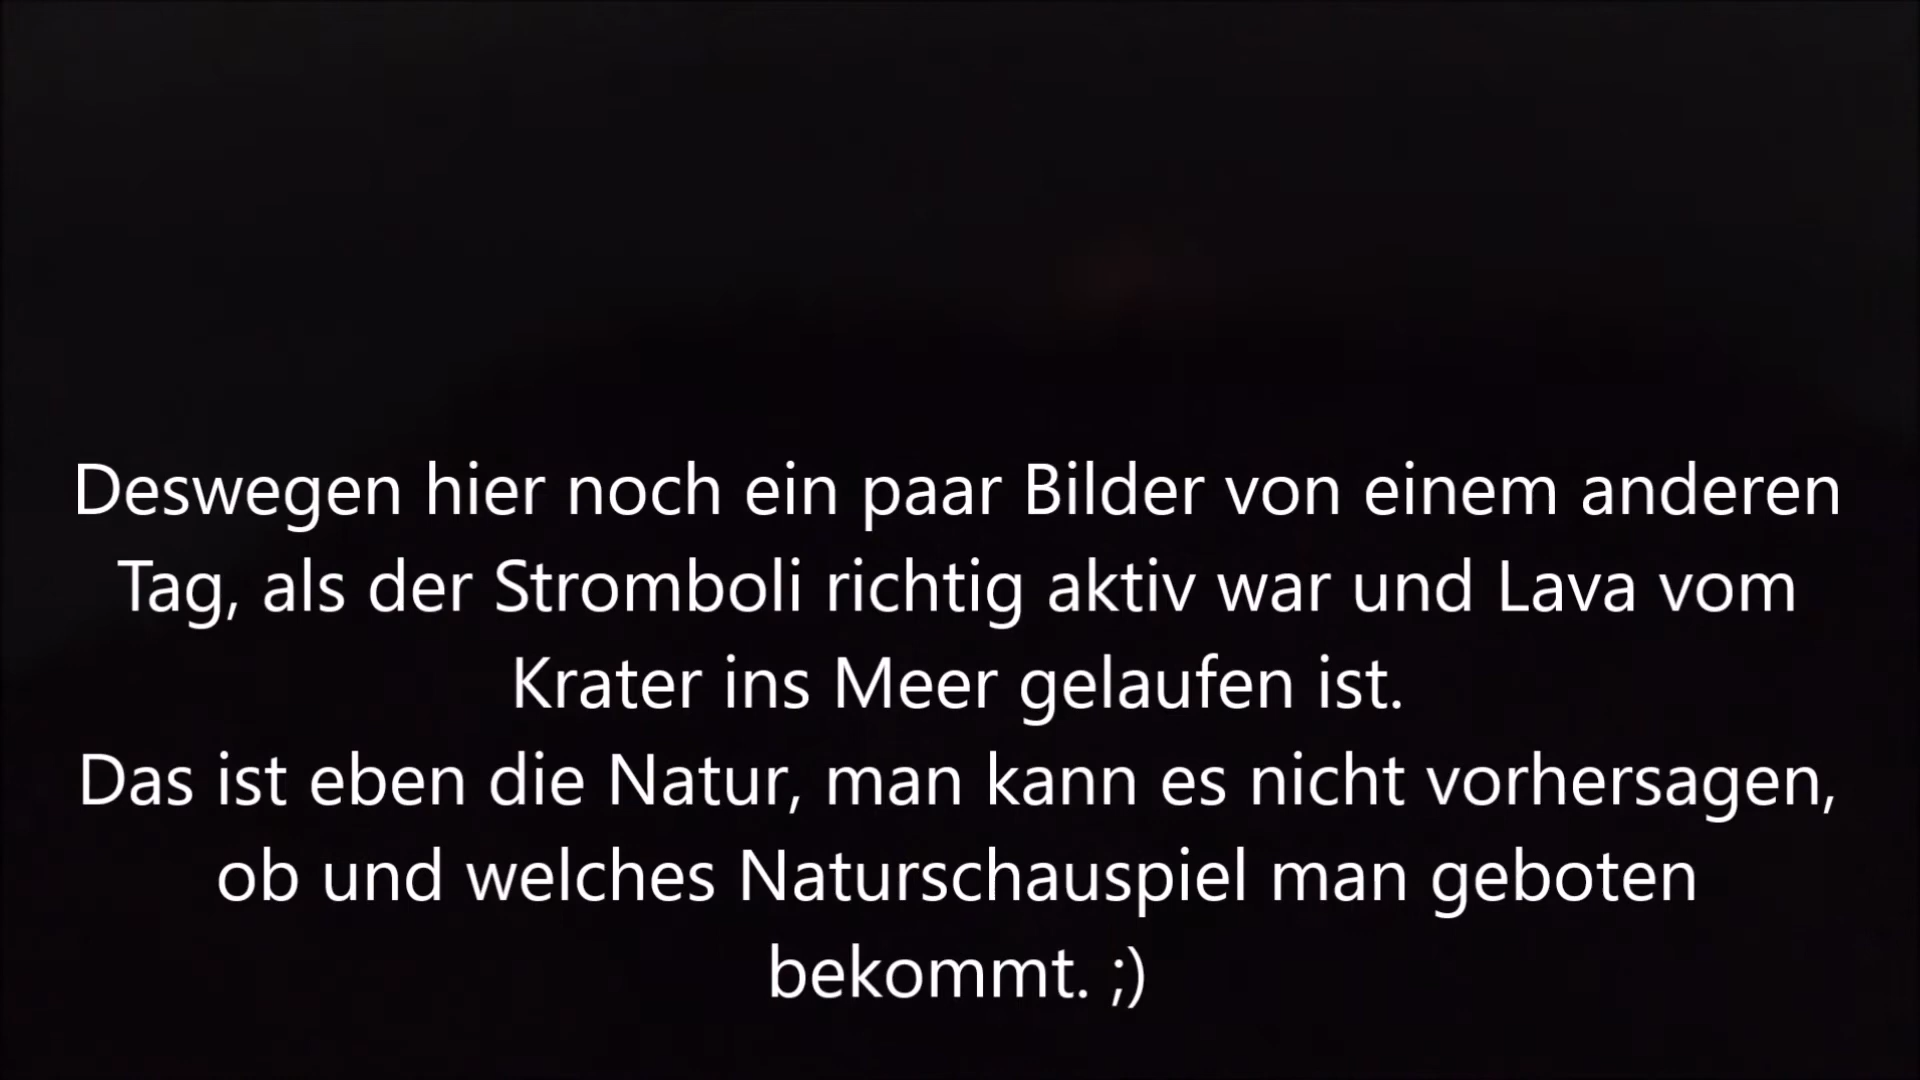 Deswegen hier noch ein paar Bilder von einem anderen
Tag, als der Stromboli richtig aktiv war und Lava vom
Krater ins Meer gelaufen ist.
Das ist eben die Natur, man kann es nicht vorhersagen,
ob und welches Naturschauspiel man geboten
bekommt. ;)